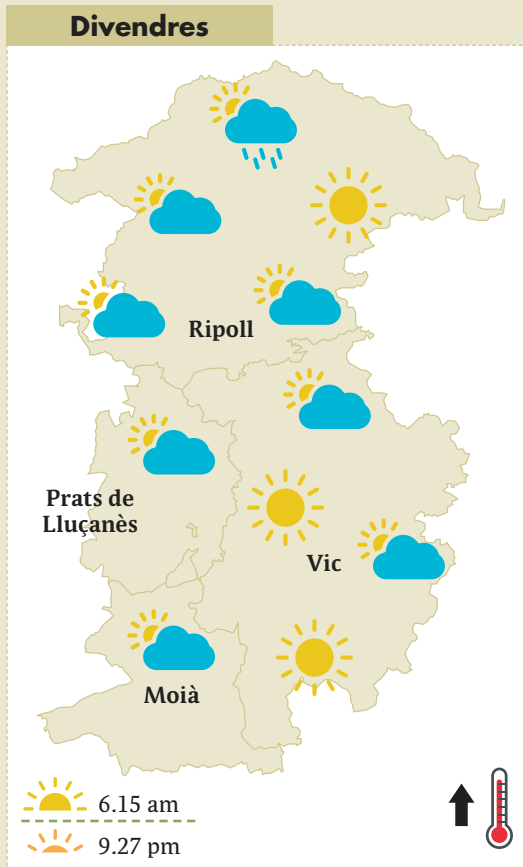 Divendres
Ripoll
Prats de
Lluçanès
Vic
Moià
6.15 am
9.27 pm